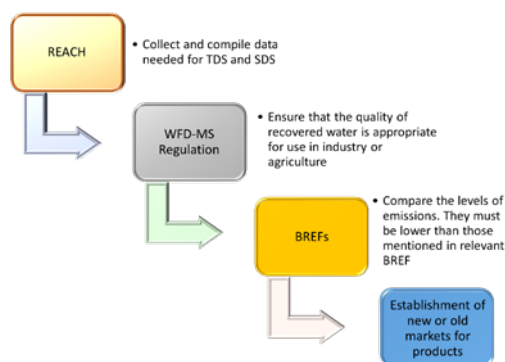 REACH
• Collect and compile data
needed for TDS and SDS
WFD-MS
Regulation
• Ensure that the quality of
recovered water is appropriate
for use in industry or
agriculture
BREFs
• Compare the levels of
emissions. They must
be lower than those
mentioned in relevant
BREF
Establishment of
new or old
markets for
products